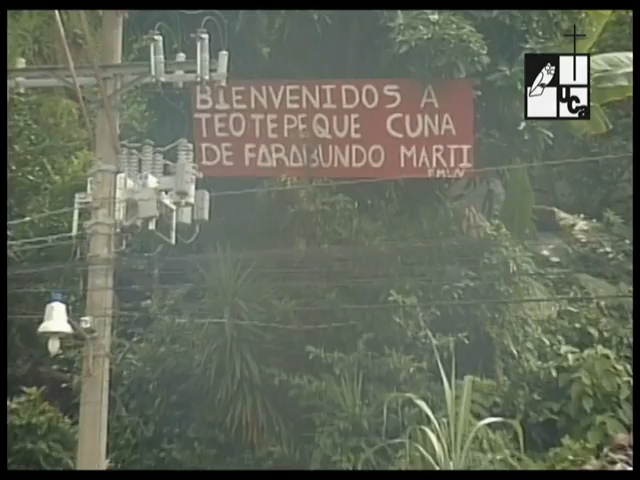 BIENVENIDOS A
TEOTEPEQUE CUNA
DE FARABUNDO MARTI
FMLN
UCA